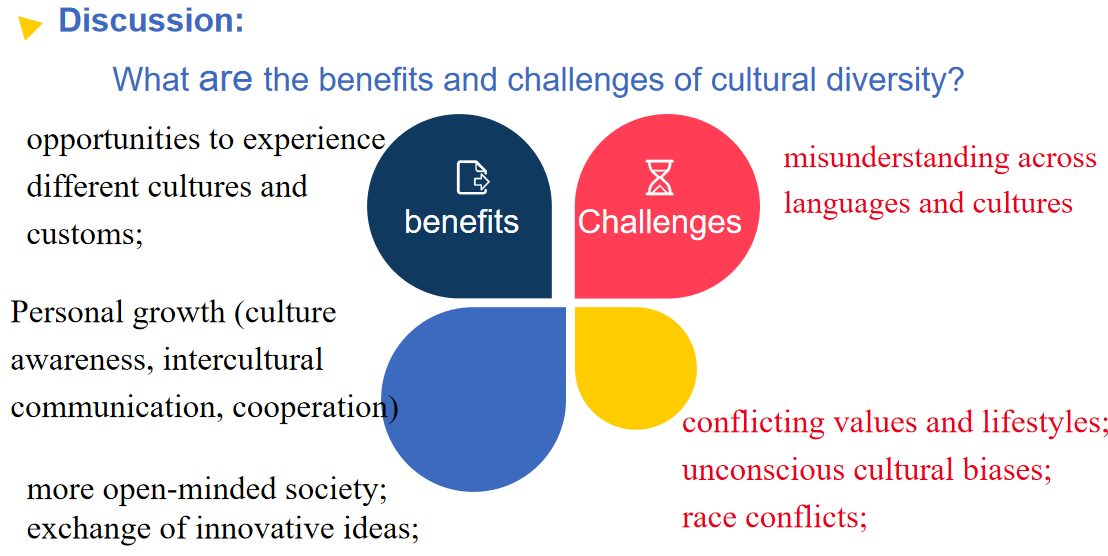 Discussion:
What are the benefits and challenges of cultural diversity?
opportunities to experience
different cultures and
customs;
benefits
Challenges
misunderstanding across
languages and cultures
Personal growth (culture
awareness, intercultural
communication, cooperation)
more open-minded society;
exchange of innovative ideas;
conflicting values and lifestyles;
unconscious cultural biases;
race conflicts;